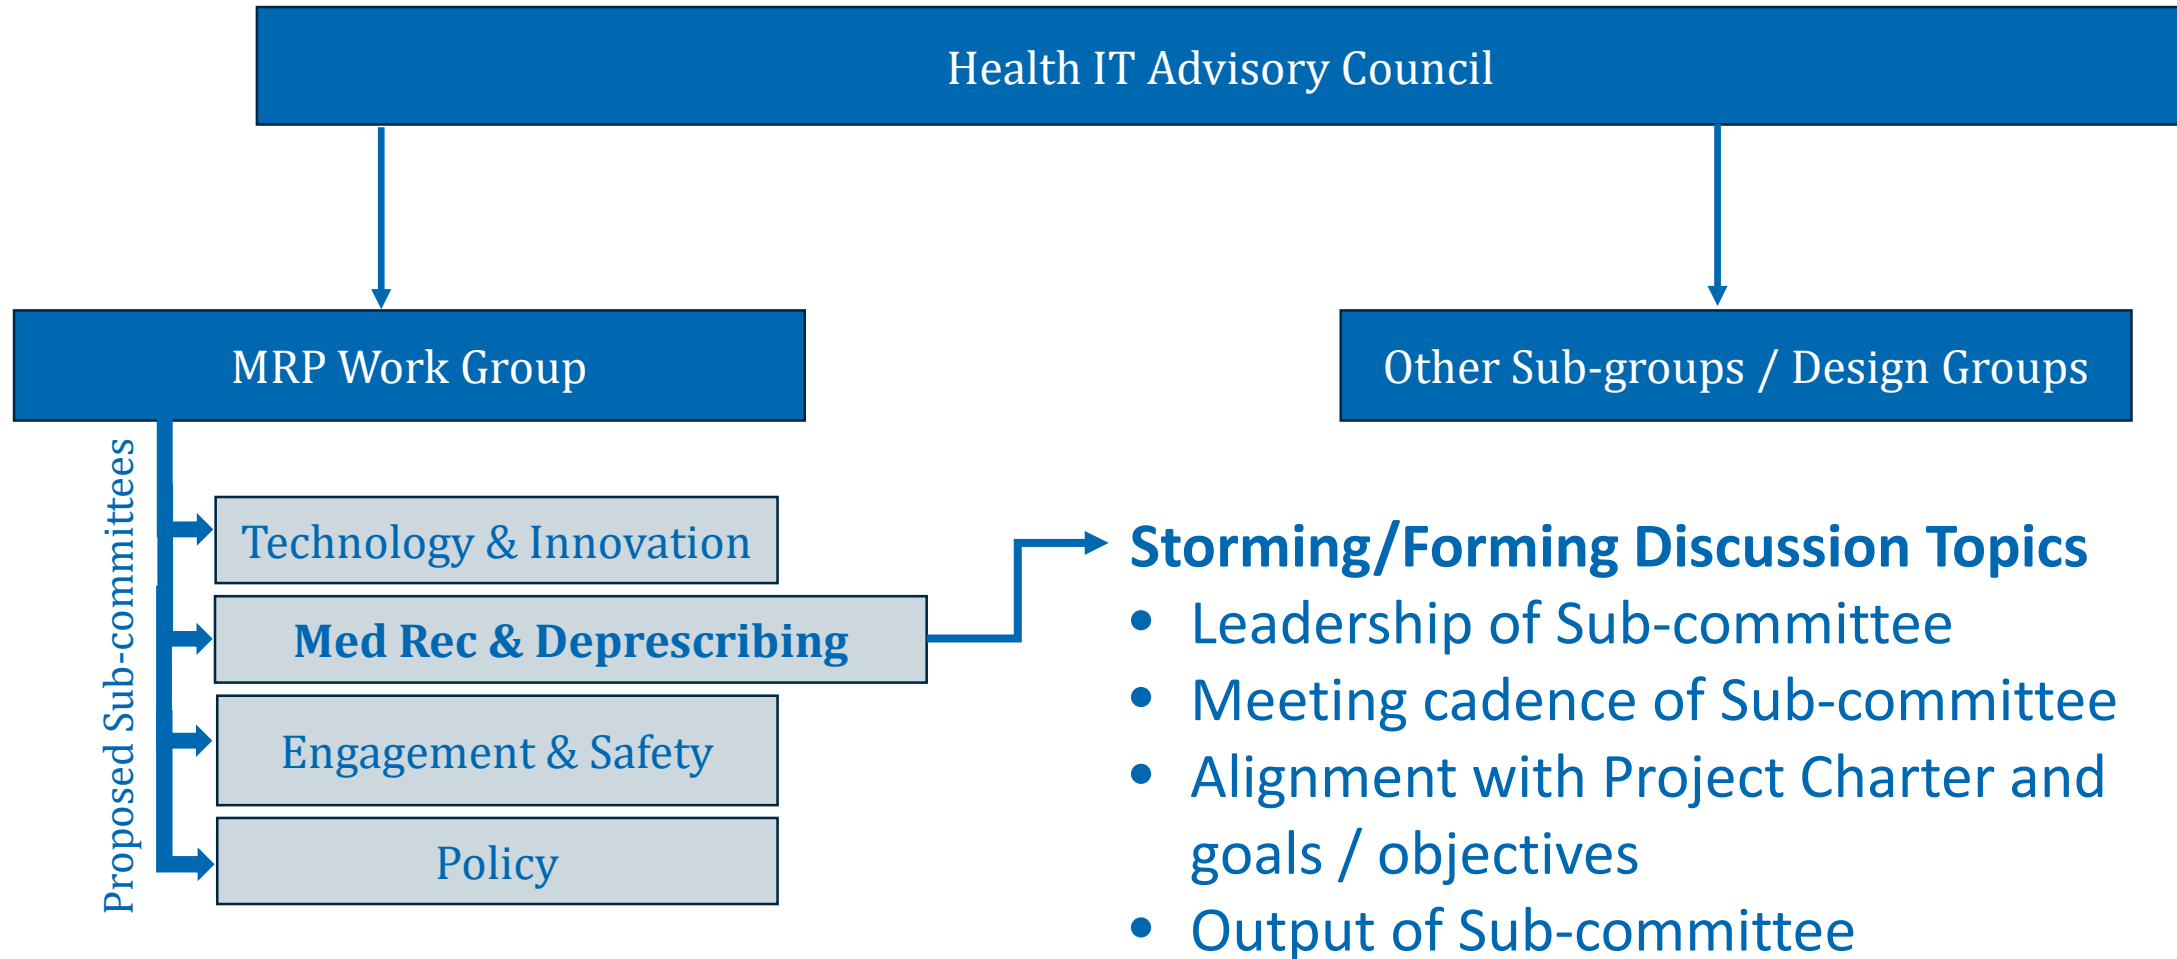 Health IT Advisory Council
MRP Work Group
Other Sub-groups / Design Groups
Proposed Sub-committees
Technology & Innovation
Med Rec & Deprescribing
Engagement & Safety
Policy
Storming/Forming Discussion Topics
• Leadership of Sub-committee
• Meeting cadence of Sub-committee
• Alignment with Project Charter and
goals / objectives
• Output of Sub-committee